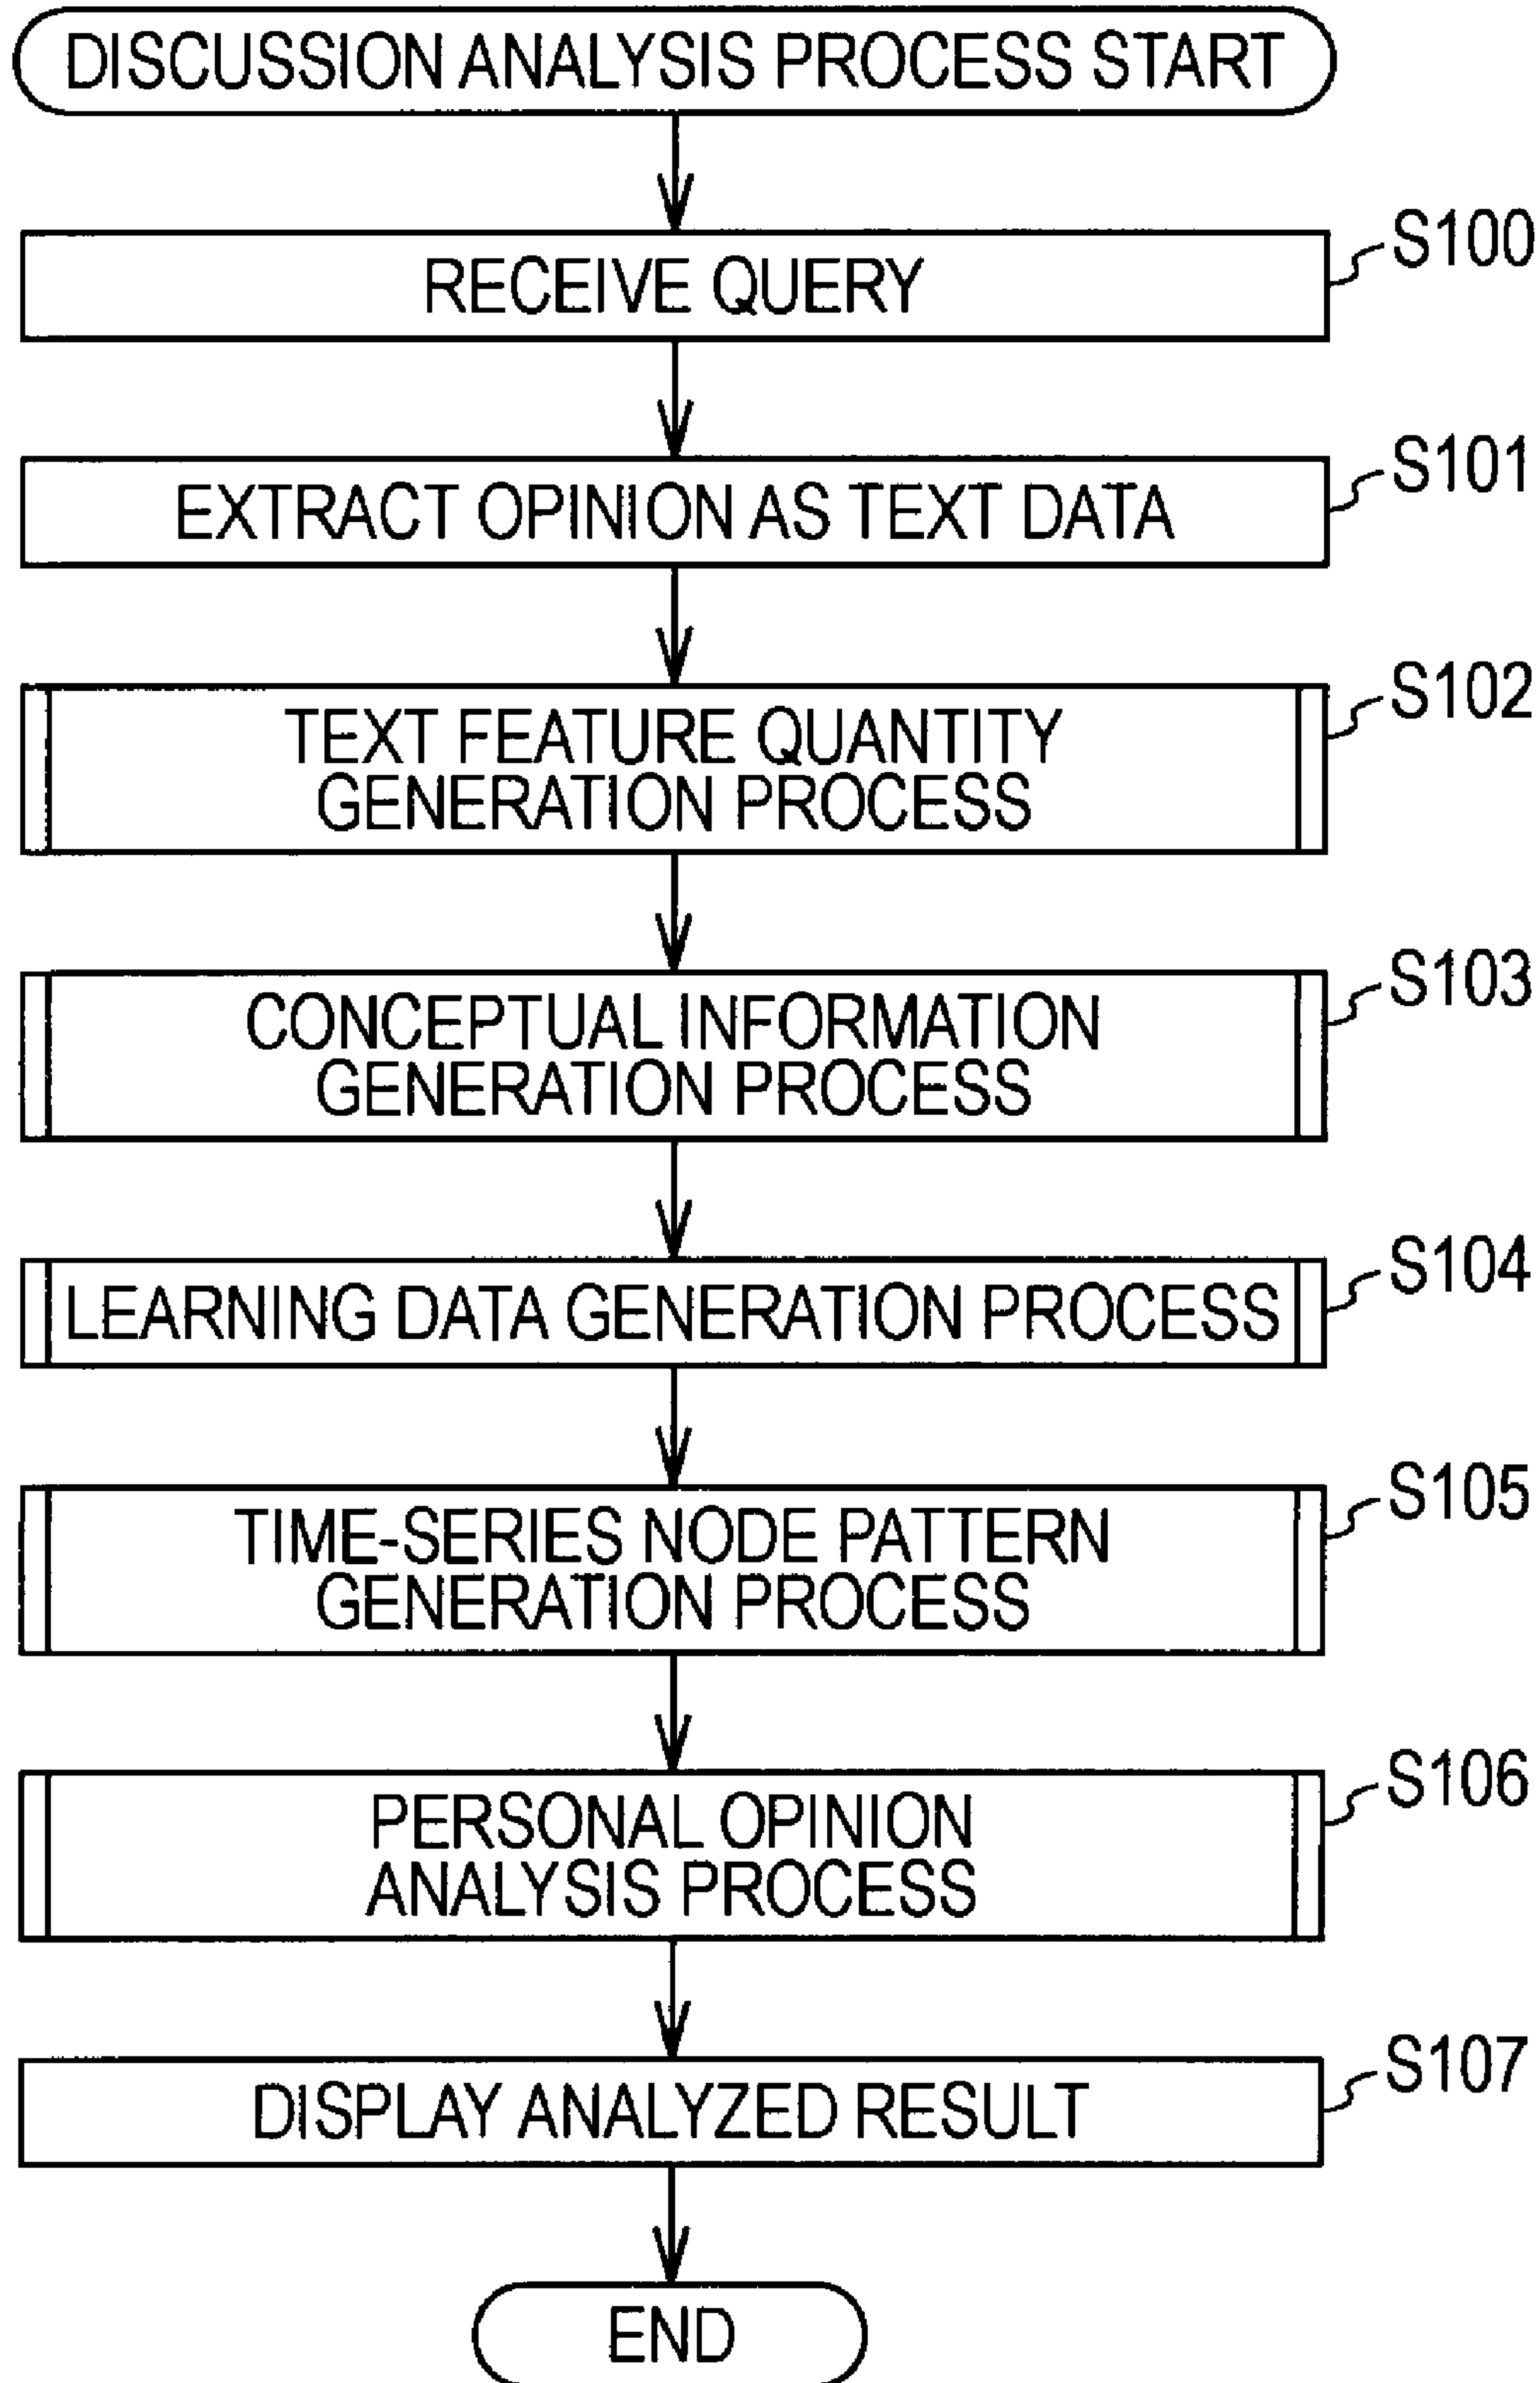 DISCUSSION ANALYSIS PROCESS START
S100
RECEIVE QUERY
S101
EXTRACT OPINION AS TEXT DATA
S102
TEXT FEATURE QUANTITY
GENERATION PROCESS
S103
CONCEPTUAL INFORMATION
GENERATION PROCESS
S104
LEARNING DATA GENERATION PROCESS
S105
TIME-SERIES NODE PATTERN
GENERATION PROCESS
S106
PERSONAL OPINION
ANALYSIS PROCESS
S107
DISPLAY ANALYZED RESULT
END